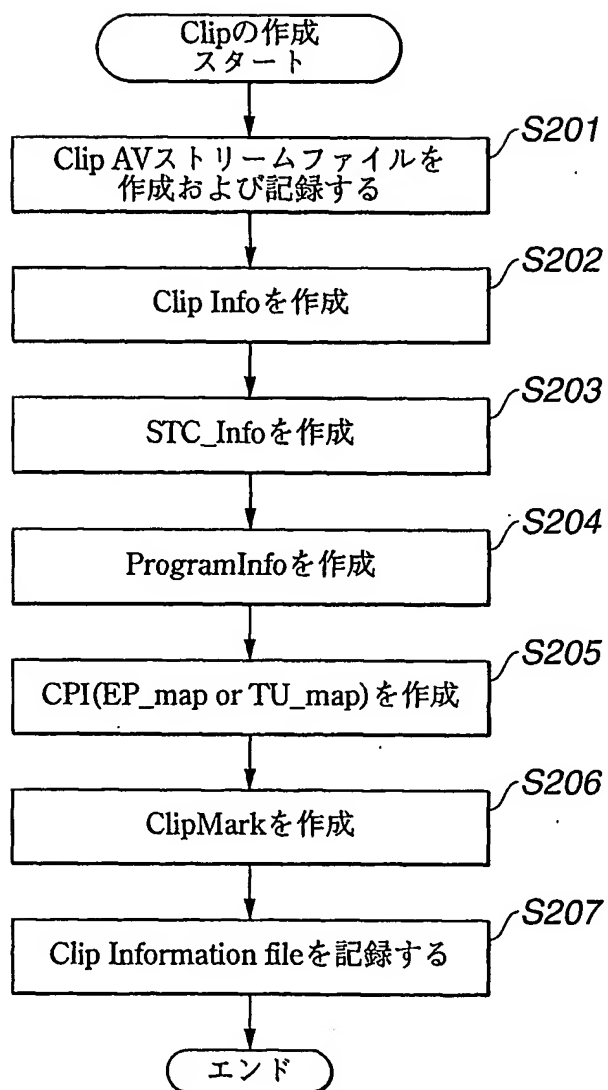 Clipの作成
スタート
S201
Clip AVストリームファイルを
作成および記録する
S202
Clip Infoを作成
S203
STC_Infoを作成
S204
ProgramInfoを作成
S205
CPI(EP_map or TU_map)を作成
S206
ClipMarkを作成
S207
Clip Information fileを記録する
エンド